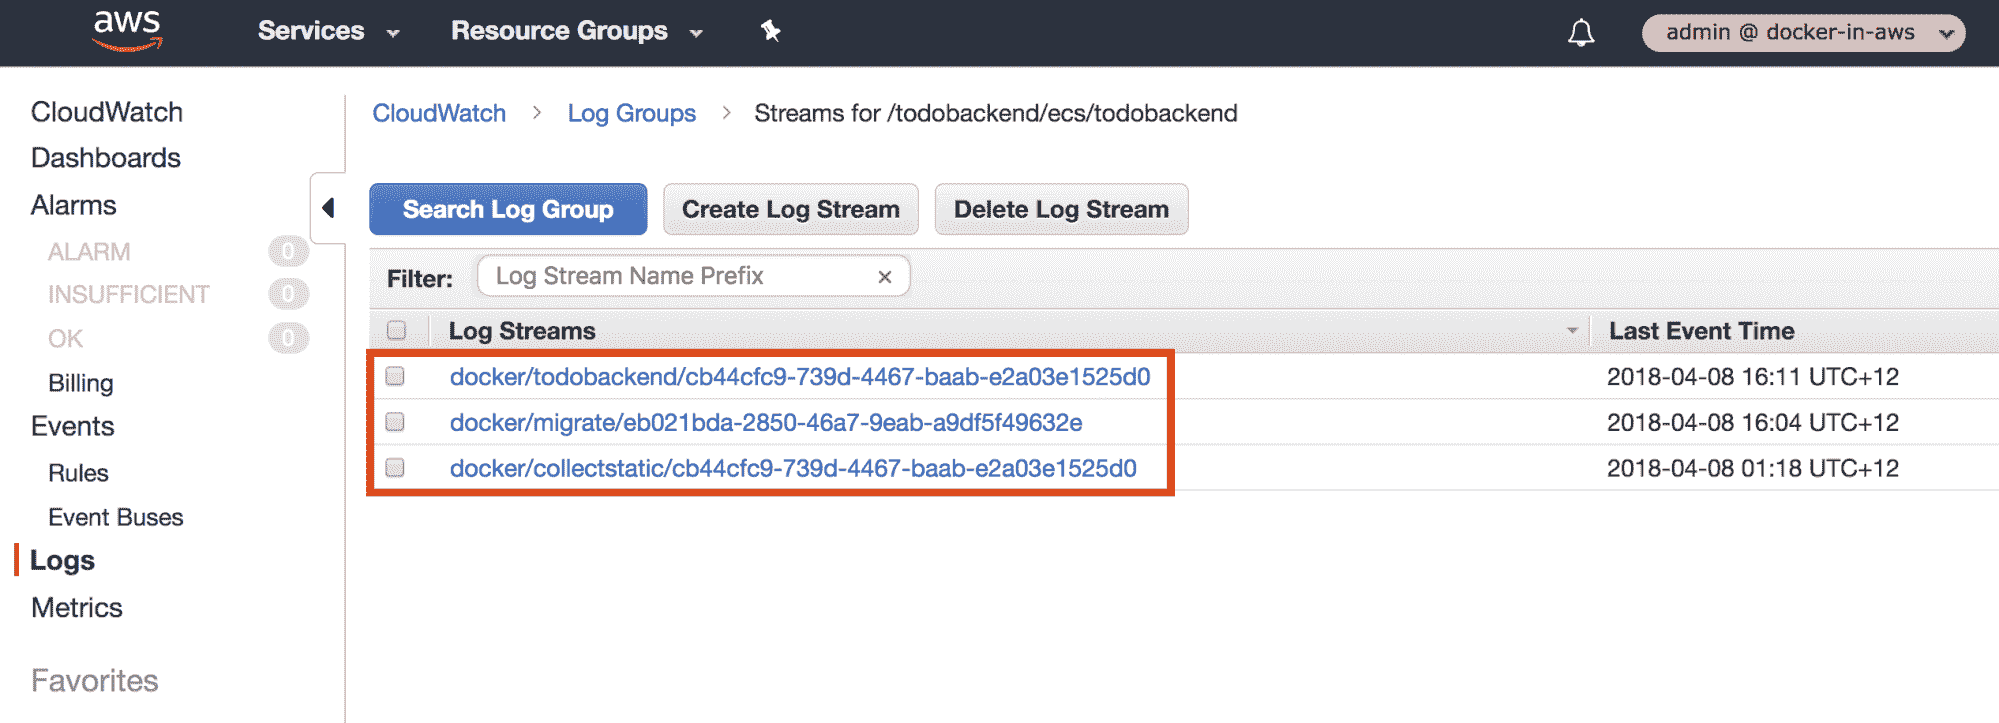 aws Services Resource Groups admin @ docker-in-aws
CloudWatch
Dashboards
Alarms
ALARM 0
INSUFFICIENT 0
OK 0
Billing
Events
Rules
Event Buses
Logs
Metrics
Favorites
CloudWatch > Log Groups > Streams for /todobackend/ecs/todobackend
Search Log Group Create Log Stream Delete Log Stream
Filter: Log Stream Name Prefix ×
Log Streams Last Event Time
docker/todobackend/cb44cfc9-739d-4467-baab-e2a03e1525d0 2018-04-08 16:11 UTC+12
docker/migrate/eb021bda-2850-46a7-9eab-a9df5f49632e 2018-04-08 16:04 UTC+12
docker/collectstatic/cb44cfc9-739d-4467-baab-e2a03e1525d0 2018-04-08 01:18 UTC+12